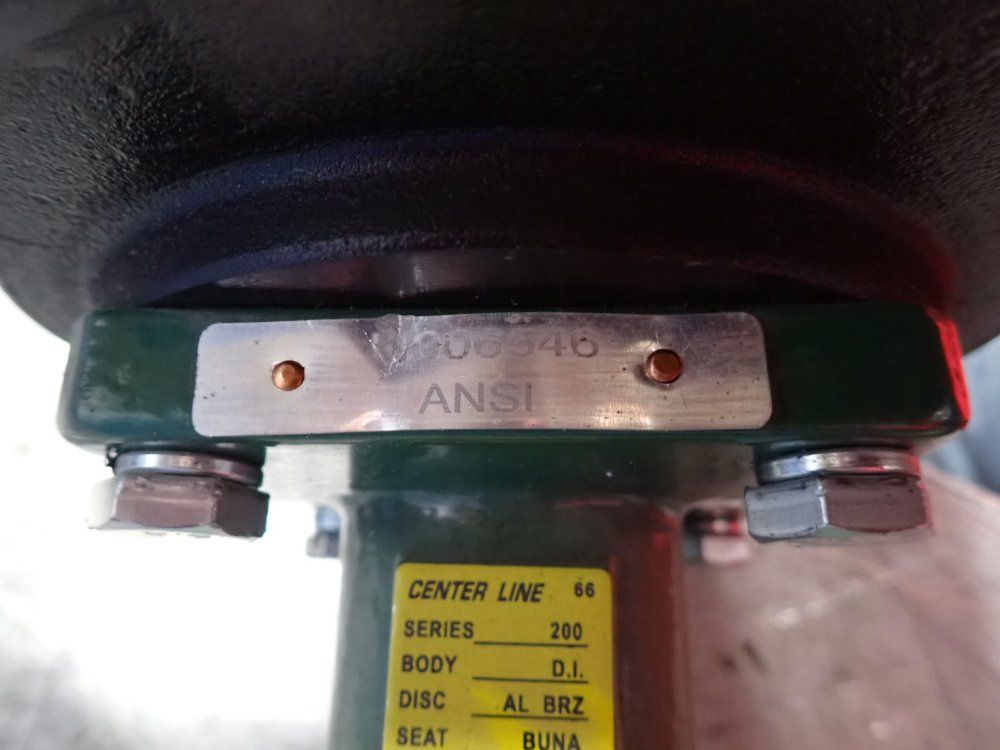 ANSI
CENTER LINE 66
SERIES 200
BODY D.I.
DISC AL BRZ
SEAT BUNA